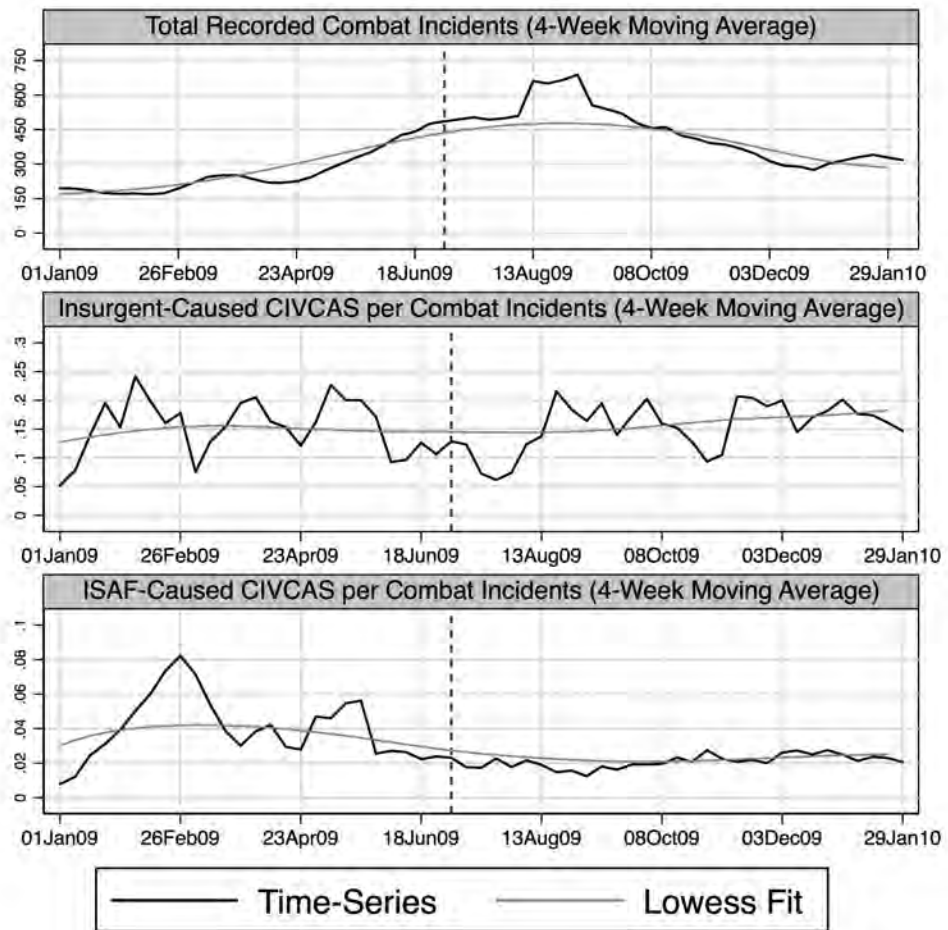 Total Recorded Combat Incidents (4-Week Moving Average)
750
600
450
300
150
0
01Jan09 26Feb09 23Apr09 18Jun09 13Aug09 08Oct09 03Dec09 29Jan10
Insurgent-Caused CIVCAS per Combat Incidents (4-Week Moving Average)
.3
.25
.2
.15
.1
.05
0
01Jan09 26Feb09 23Apr09 18Jun09 13Aug09 08Oct09 03Dec09 29Jan10
ISAF-Caused CIVCAS per Combat Incidents (4-Week Moving Average)
.1
.08
.06
.04
.02
0
01Jan09 26Feb09 23Apr09 18Jun09 13Aug09 08Oct09 03Dec09 29Jan10
Time-Series Lowess Fit